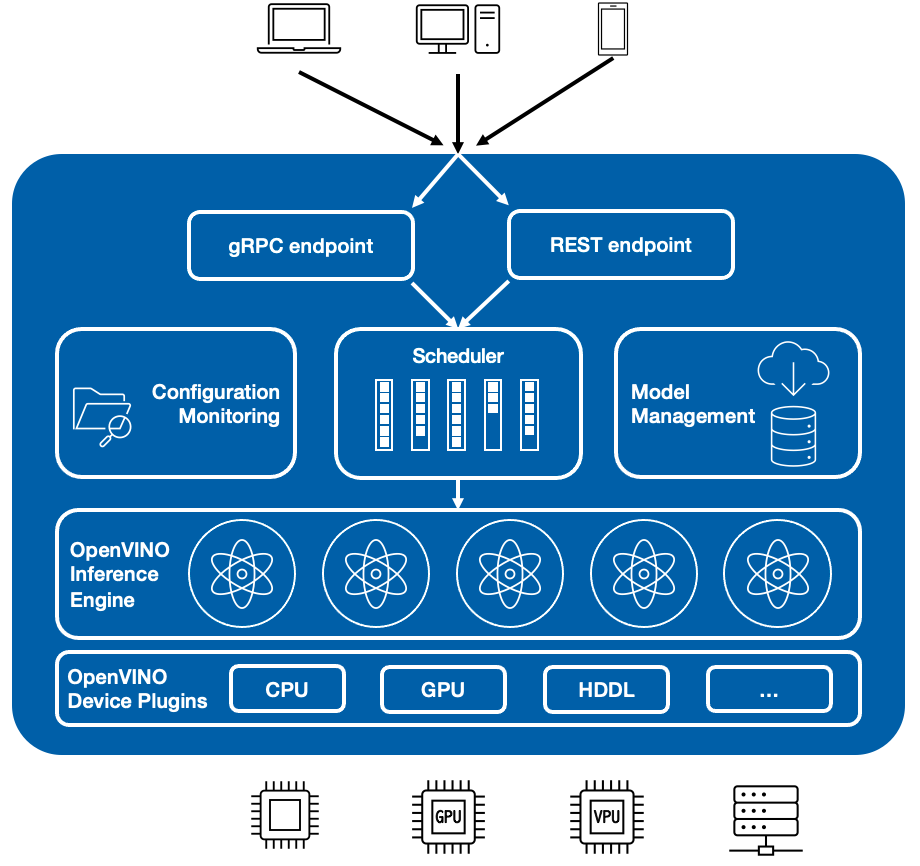 gRPC endpoint
REST endpoint
Configuration
Monitoring
Scheduler
Model
Management
OpenVINO
Inference
Engine
OpenVINO
Device Plugins
CPU
GPU
HDDL
...
GPU
VPU